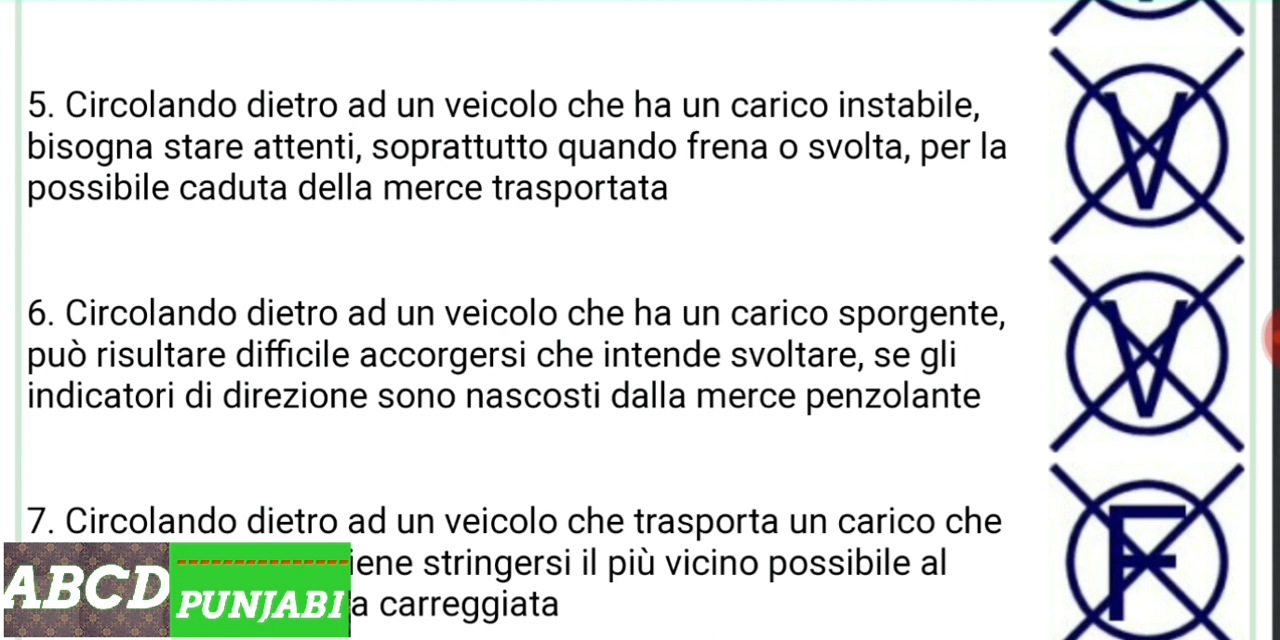 5. Circolando dietro ad un veicolo che ha un carico instabile,
bisogna stare attenti, soprattutto quando frena o svolta, per la
possibile caduta della merce trasportata
V
6. Circolando dietro ad un veicolo che ha un carico sporgente,
può risultare difficile accorgersi che intende svoltare, se gli
indicatori di direzione sono nascosti dalla merce penzolante
V
7. Circolando dietro ad un veicolo che trasporta un carico che
iene stringersi il più vicino possibile al
a carreggiata
F
ABCD
PUNJABI